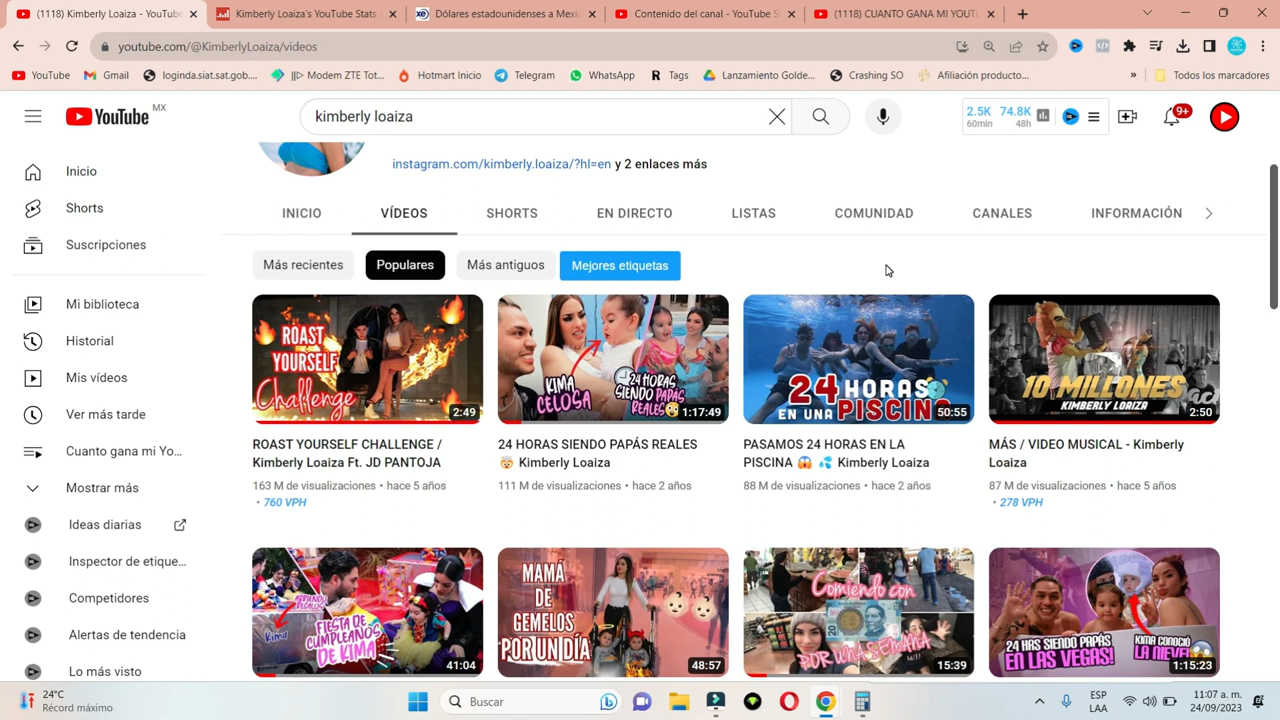 (1118) Kimberly Loaiza - YouTube
Kimberly Loaiza's YouTube Stats
Dólares estadounidenses a Mexic
Contenido del canal - YouTube S
(1118) CUANTO GANA MI YOUTU
youtube.com/@KimberlyLoaiza/videos
YouTube
Gmail
loginda.siat.sat.gob....
||▷ Modem ZTE Tot...
Hotmart Inicio
Telegram
WhatsApp
Tags
Lanzamiento Golde...
Crashing SO
Afiliación producto...
»
Todos los marcadores
YouTube MX
kimberly loaiza
2.5K 74.8K
60min 48h
9+
instagram.com/kimberly.loaiza/?hl=en y 2 enlaces más
INICIO
VÍDEOS
SHORTS
EN DIRECTO
LISTAS
COMUNIDAD
CANALES
INFORMACIÓN
Más recientes
Populares
Más antiguos
Mejores etiquetas
Inicio
Shorts
Suscripciones
Mi biblioteca
Historial
Mis vídeos
Ver más tarde
Cuanto gana mi Yo...
Mostrar más
Ideas diarias
Inspector de etique...
Competidores
Alertas de tendencia
Lo más visto
ROAST
YOURSELF
Challenge
2:49
ROAST YOURSELF CHALLENGE /
Kimberly Loaiza Ft. JD PANTOJA
163 M de visualizaciones • hace 5 años
• 760 VPH
KIMA
CELOSA
24 HORAS
SIENDO PAPÁS
REALES
1:17:49
24 HORAS SIENDO PAPÁS REALES
🤯 Kimberly Loaiza
111 M de visualizaciones • hace 2 años
24 HORAS
EN UNA PISCINA
50:55
PASAMOS 24 HORAS EN LA
PISCINA 😱 💦 Kimberly Loaiza
88 M de visualizaciones • hace 2 años
10 MILLONES
KIMBERLY LOAIZA
2:50
MÁS / VIDEO MUSICAL - Kimberly
Loaiza
87 M de visualizaciones • hace 5 años
• 278 VPH
ABRIENDO
REGALOS
Kima
FIESTA DE
CUMPLEAÑOS
DE KIMA
41:04
MAMÁ
DE
GEMELOS
POR UN DÍA
48:57
Comiendo con
POR UNA SEMANA
15:39
24 HRS SIENDO PAPÁS
EN LAS VEGAS!
KIMA CONOCIÓ
LA NIEVE!
1:15:23
24°C
Récord máximo
Buscar
ESP
LAA
11:07 a. m.
24/09/2023